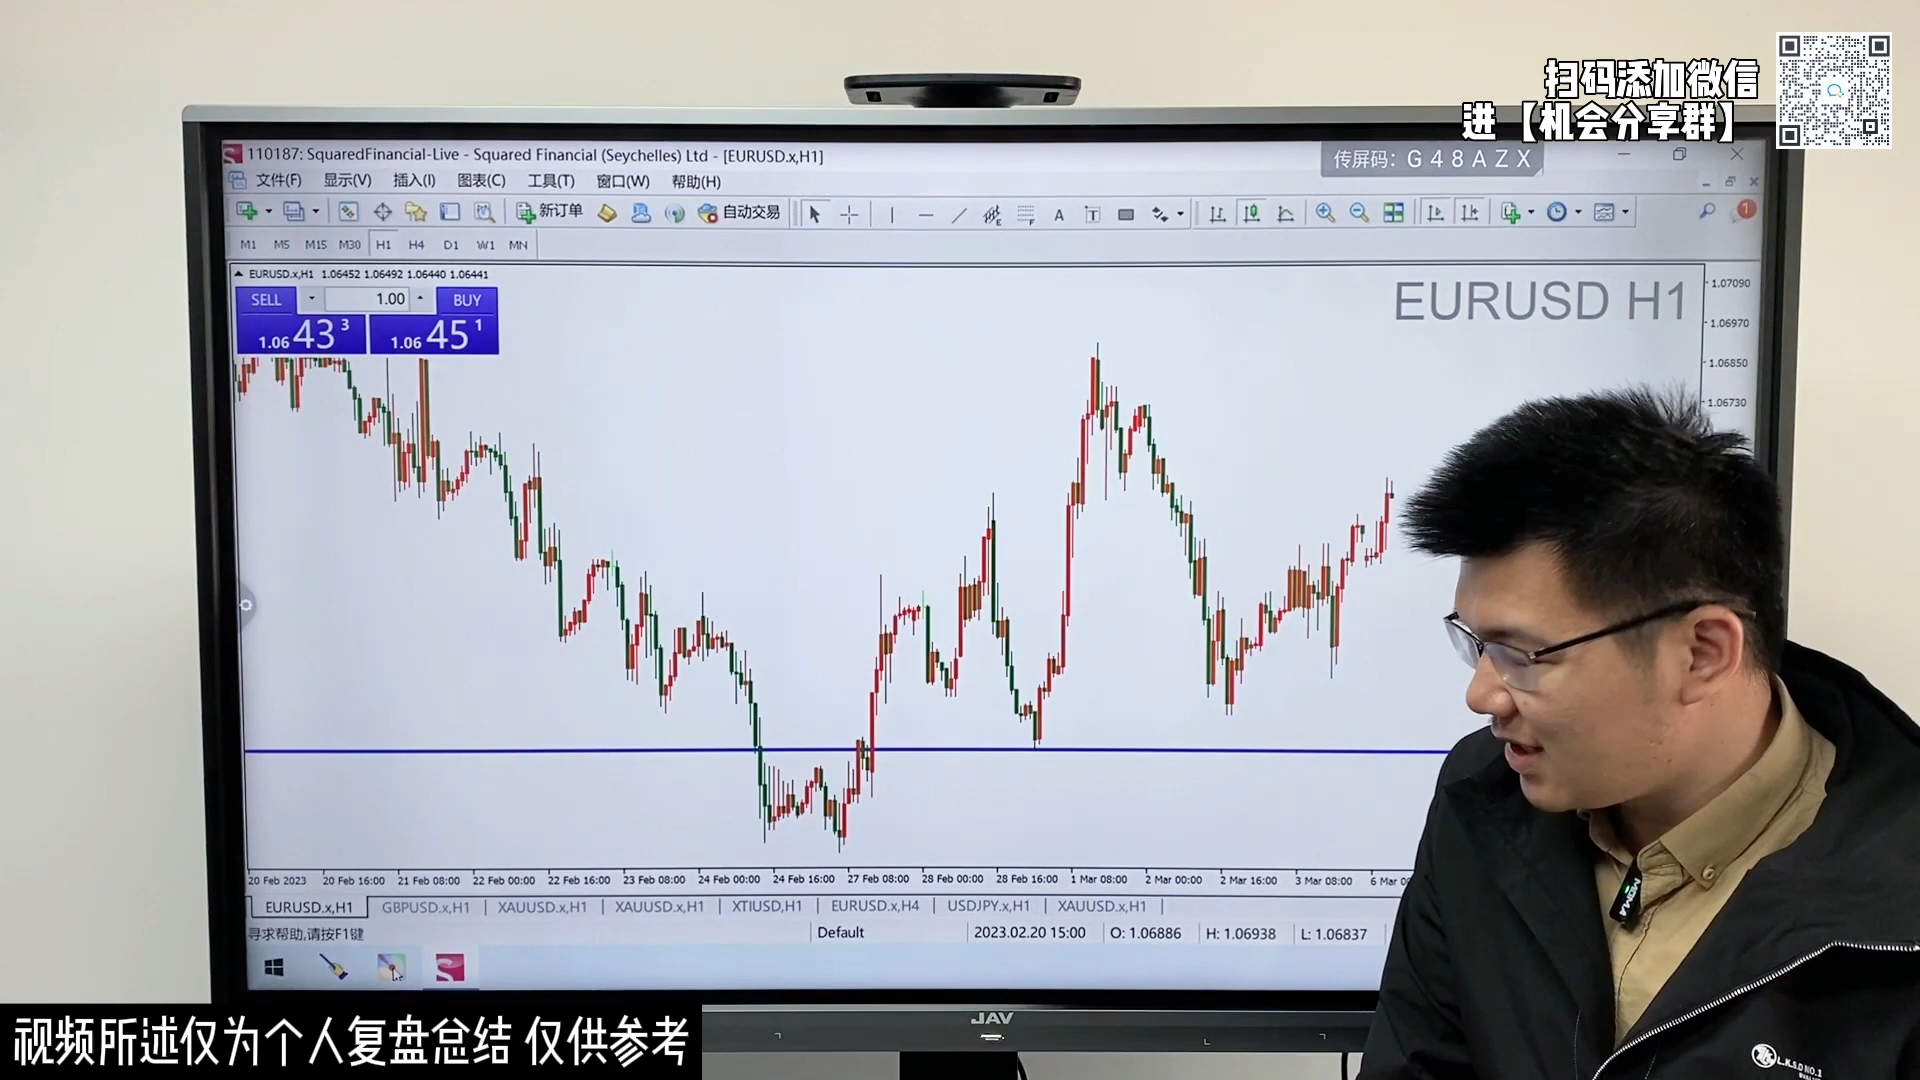 扫码添加微信
进【机会分享群】
110187: SquaredFinancial-Live - Squared Financial (Seychelles) Ltd - [EURUSD.x,H1]
传屏码: G48AZX
文件(F) 显示(V) 插入(I) 图表(C) 工具(T) 窗口(W) 帮助(H)
新订单 自动交易
1
M1 M5 M15 M30 H1 H4 D1 W1 MN
EURUSD.x,H1 1.06452 1.06492 1.06440 1.06441
SELL 1.00 BUY
1.06 43 3 1.06 45 1
EURUSD H1
1.07090
1.06970
1.06850
1.06730
20 Feb 2023 20 Feb 16:00 21 Feb 08:00 22 Feb 00:00 22 Feb 16:00 23 Feb 08:00 24 Feb 00:00 24 Feb 16:00 27 Feb 08:00 28 Feb 00:00 28 Feb 16:00 1 Mar 08:00 2 Mar 00:00 2 Mar 16:00 3 Mar 08:00 6 Mar
EURUSD.x,H1 GBPUSD.x,H1 XAUUSD.x,H1 XAUUSD.x,H1 XTIUSD,H1 EURUSD.x,H4 USDJPY.x,H1 XAUUSD.x,H1
寻求帮助,请按F1键 Default 2023.02.20 15:00 O: 1.06886 H: 1.06938 L: 1.06837
JAV
MOMA
L.K.S.D NO.1
视频所述仅为个人复盘总结 仅供参考